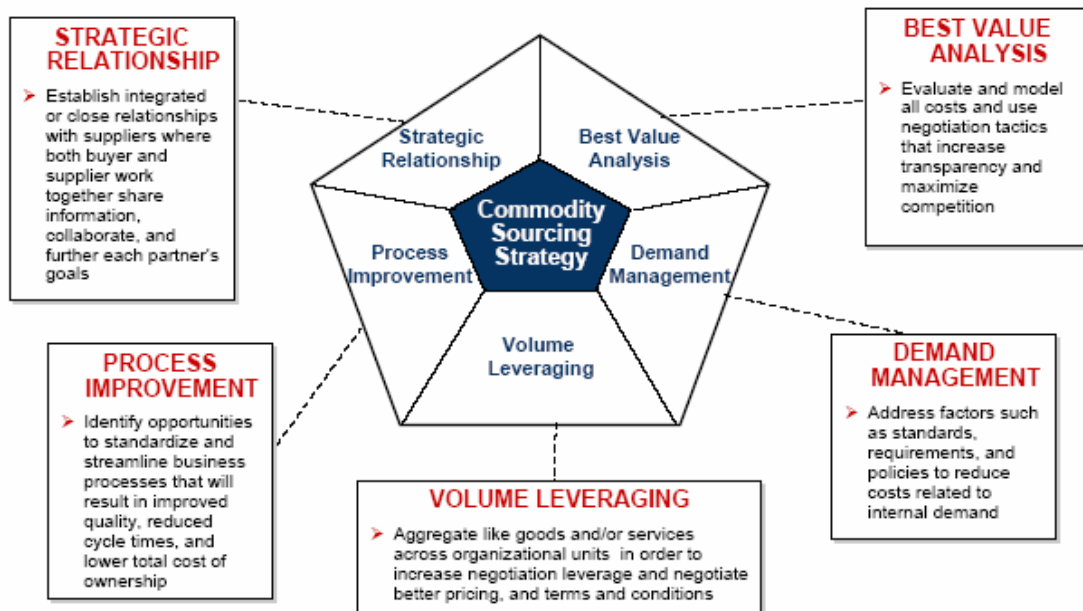 STRATEGIC
RELATIONSHIP
➢ Establish integrated
or close relationships
with suppliers where
both buyer and
supplier work
together share
information,
collaborate, and
further each partner's
goals
BEST VALUE
ANALYSIS
➢ Evaluate and model
all costs and use
negotiation tactics
that increase
transparency and
maximize
competition
Strategic
Relationship
Best Value
Analysis
Commodity
Sourcing
Strategy
Process
Improvement
Demand
Management
Volume
Leveraging
PROCESS
IMPROVEMENT
➢ Identify opportunities
to standardize and
streamline business
processes that will
result in improved
quality, reduced
cycle times, and
lower total cost of
ownership
VOLUME LEVERAGING
➢ Aggregate like goods and/or services
across organizational units in order to
increase negotiation leverage and negotiate
better pricing, and terms and conditions
DEMAND
MANAGEMENT
➢ Address factors such
as standards,
requirements, and
policies to reduce
costs related to
internal demand